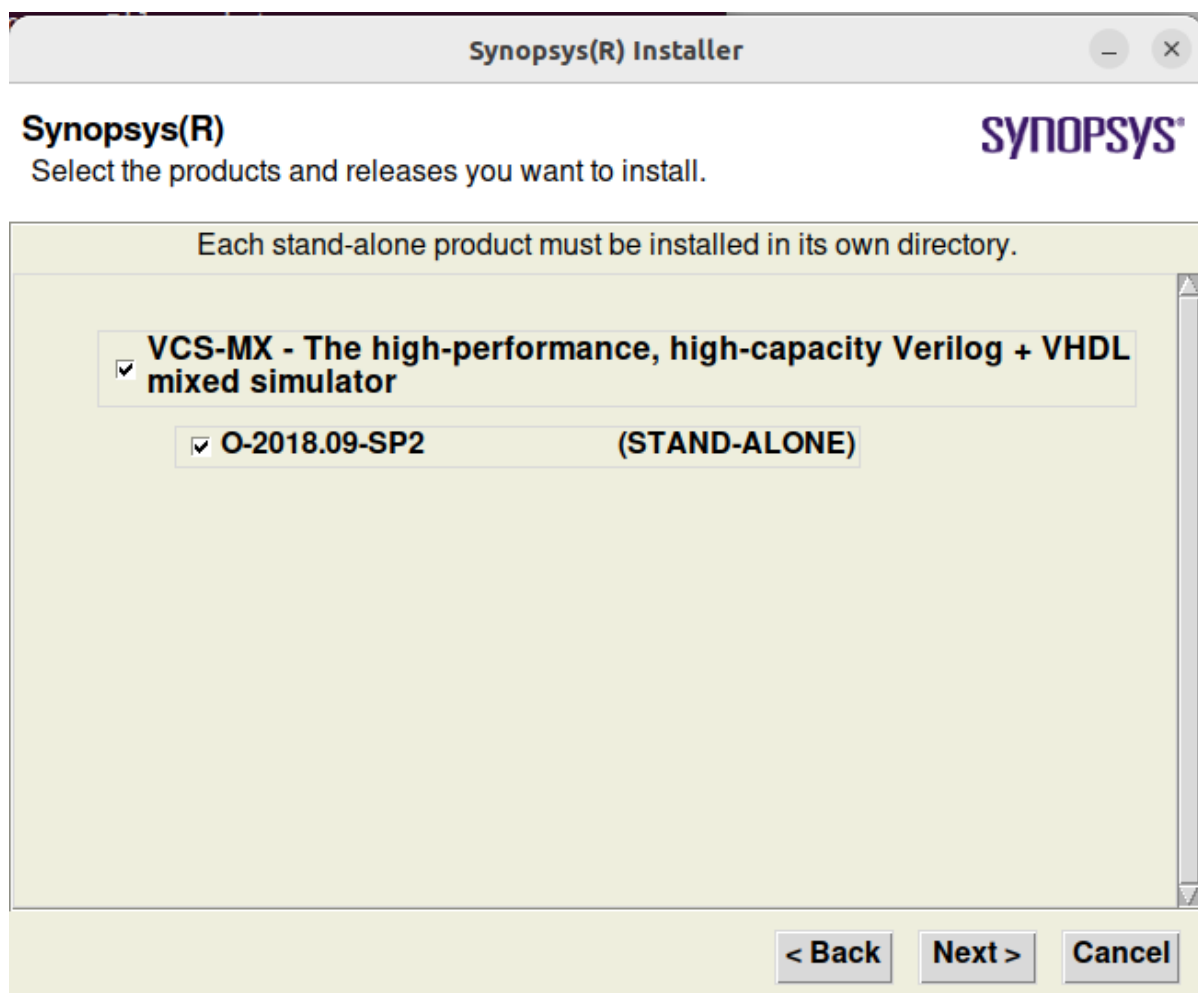 Synopsys(R) Installer
Synopsys(R)
SYNOPSYS®
Select the products and releases you want to install.
Each stand-alone product must be installed in its own directory.
VCS-MX - The high-performance, high-capacity Verilog + VHDL
mixed simulator
O-2018.09-SP2 (STAND-ALONE)
< Back Next > Cancel